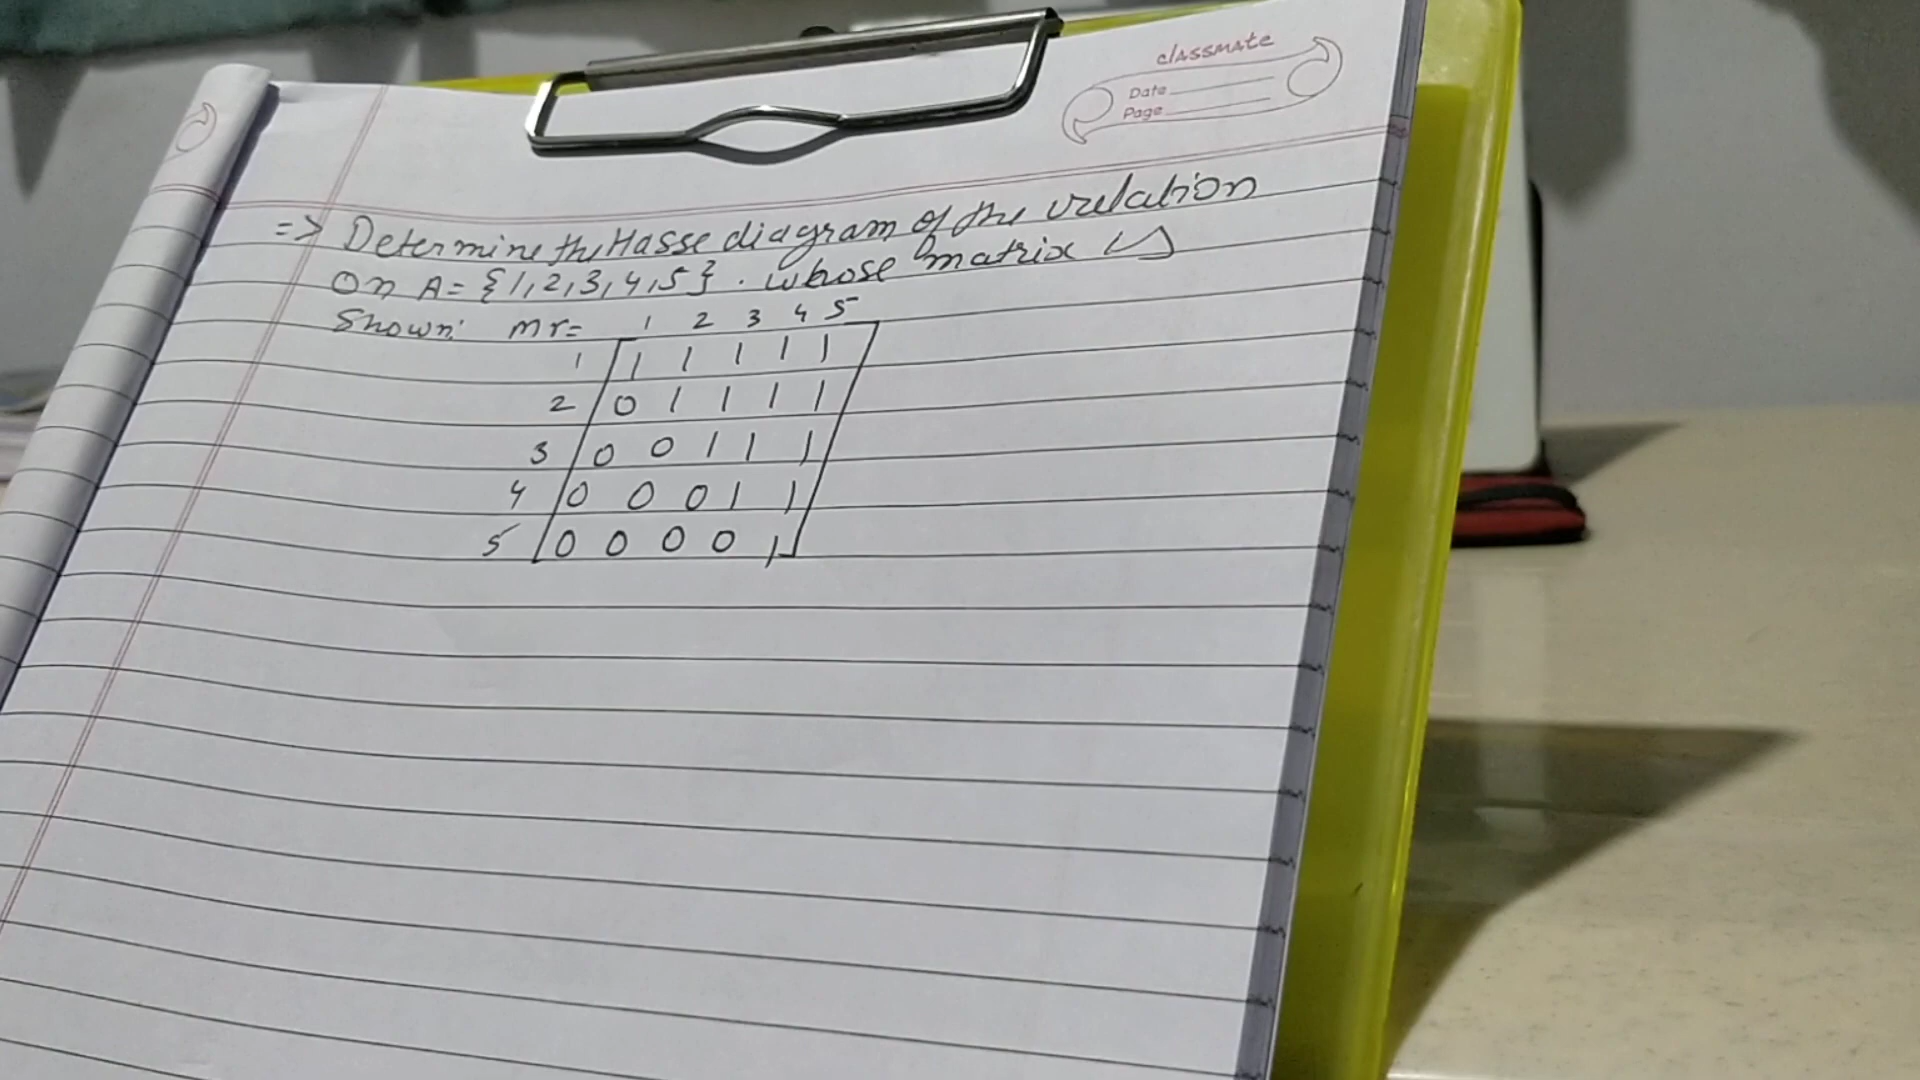 classmate
Date
Page
=> Determine the Hasse diagram of the relation
on A = {1,2,3,4,5}. whose matrix is
Shown: mr= 1 2 3 4 5
1 1 1 1 1 1
2 0 1 1 1 1
3 0 0 1 1 1
4 0 0 0 1 1
5 0 0 0 0 1